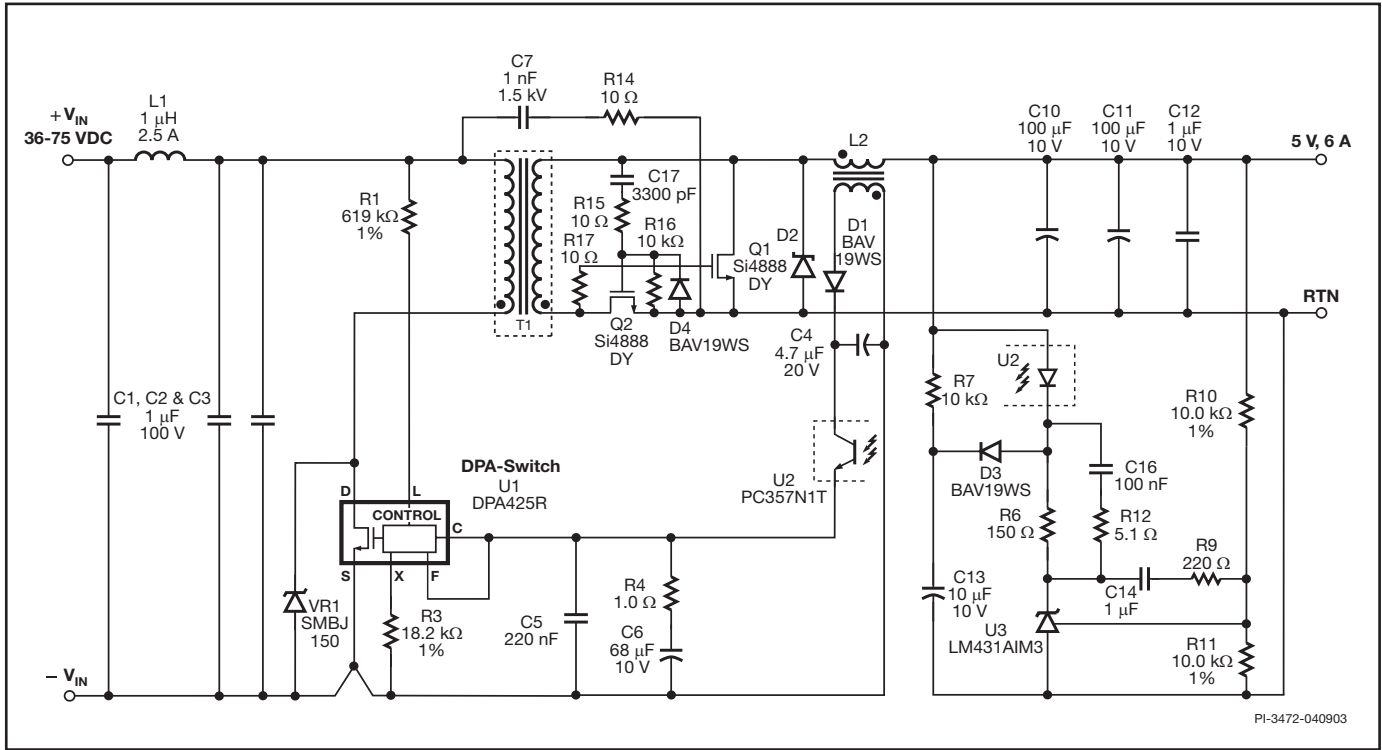 C7
1 nF
1.5 kV
R14
10 Ω
L1
1 μH
2.5 A
+ VIN
36-75 VDC
C10
100 μF
10 V
C11
100 μF
10 V
C12
1 μF
10 V
L2
5 V, 6 A
R1
619 kΩ
1%
C17
3300 pF
R15
10 Ω
R16
10 kΩ
R17
10 Ω
Q1
Si4888
DY
D2
D1
BAV
19WS
RTN
T1
Q2
Si4888
DY
D4
BAV19WS
C4
4.7 μF
20 V
U2
R7
10 kΩ
R10
10.0 kΩ
1%
C1, C2 & C3
1 μF
100 V
DPA-Switch
U1
DPA425R
U2
PC357N1T
D3
BAV19WS
C16
100 nF
D
L
CONTROL
C
S
X
F
R6
150 Ω
R12
5.1 Ω
R9
220 Ω
VR1
SMBJ
150
R3
18.2 kΩ
1%
C5
220 nF
R4
1.0 Ω
C6
68 μF
10 V
C13
10 μF
10 V
C14
1 μF
U3
LM431AIM3
R11
10.0 kΩ
1%
− VIN
PI-3472-040903